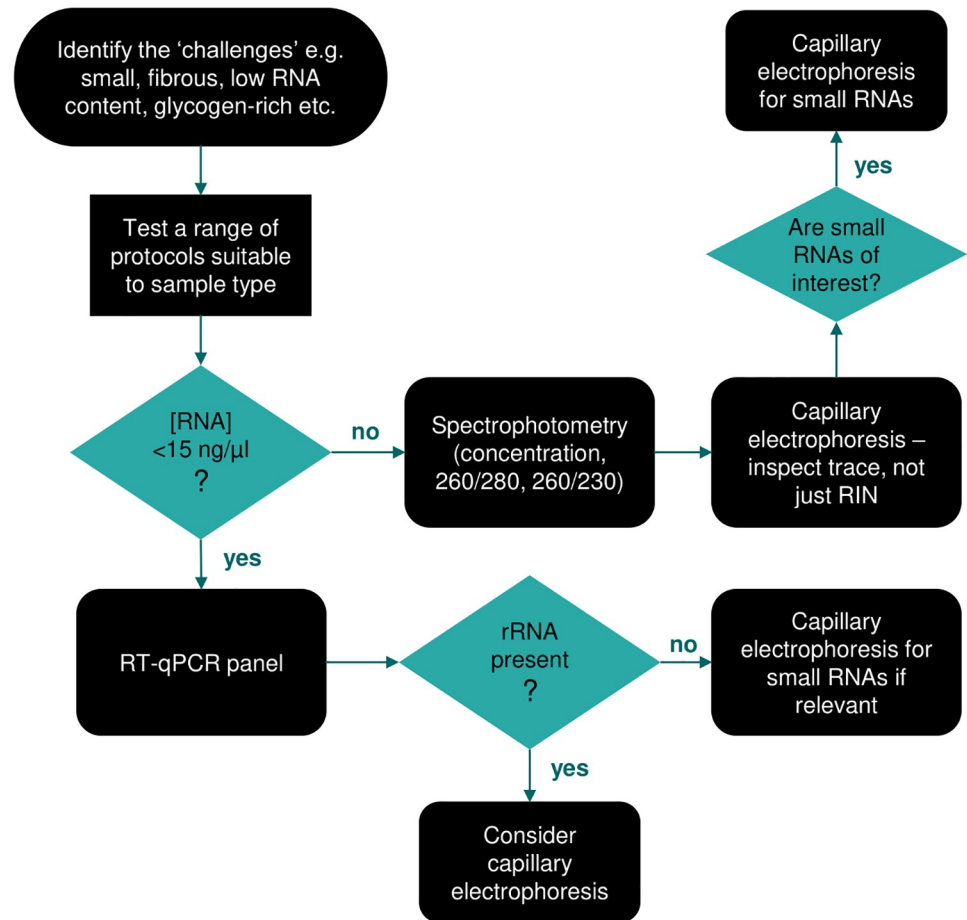 Identify the ‘challenges’ e.g.
small, fibrous, low RNA
content, glycogen-rich etc.
Test a range of
protocols suitable
to sample type
[RNA]
<15 ng/µl
?
no
Spectrophotometry
(concentration,
260/280, 260/230)
Capillary
electrophoresis –
inspect trace, not
just RIN
Are small
RNAs of
interest?
yes
Capillary
electrophoresis
for small RNAs
yes
RT-qPCR panel
rRNA
present
?
no
Capillary
electrophoresis for
small RNAs if
relevant
yes
Consider
capillary
electrophoresis